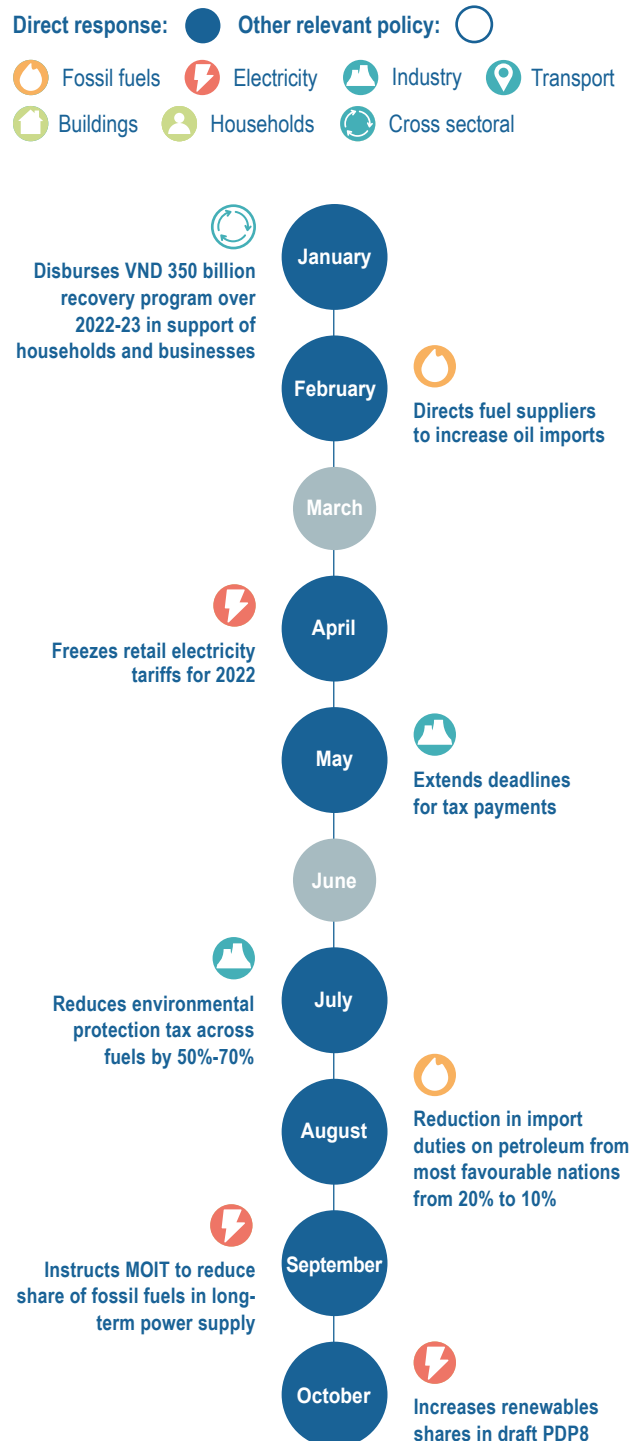 Direct response: Other relevant policy:
Fossil fuels Electricity Industry Transport
Buildings Households Cross sectoral
January
Disburses VND 350 billion
recovery program over
2022-23 in support of
households and businesses
February
Directs fuel suppliers
to increase oil imports
March
April
Freezes retail electricity
tariffs for 2022
May
Extends deadlines
for tax payments
June
July
Reduces environmental
protection tax across
fuels by 50%-70%
August
Reduction in import
duties on petroleum from
most favourable nations
from 20% to 10%
September
Instructs MOIT to reduce
share of fossil fuels in long-
term power supply
October
Increases renewables
shares in draft PDP8